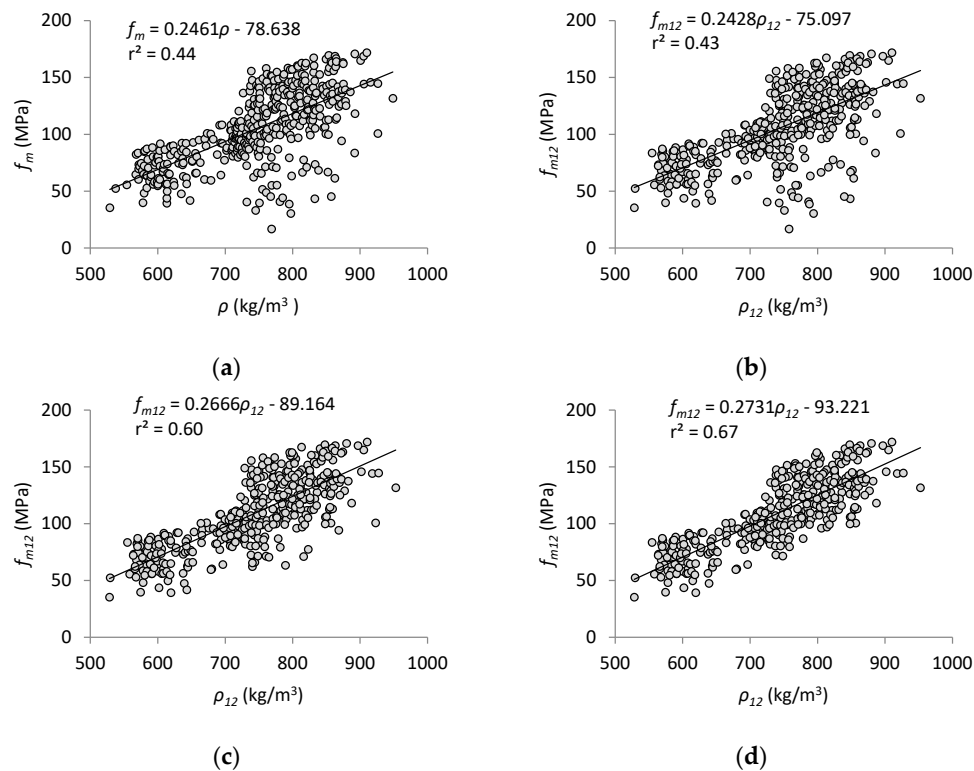 f_m = 0.2461ρ - 78.638
r² = 0.44
200
150
100
50
0
f_m (MPa)
500 600 700 800 900 1000
ρ (kg/m³ )
(a)
f_m12 = 0.2428ρ_12 - 75.097
r² = 0.43
200
150
100
50
0
f_m12 (MPa)
500 600 700 800 900 1000
ρ_12 (kg/m³)
(b)
f_m12 = 0.2666ρ_12 - 89.164
r² = 0.60
200
150
100
50
0
f_m12 (MPa)
500 600 700 800 900 1000
ρ_12 (kg/m³)
(c)
f_m12 = 0.2731ρ_12 - 93.221
r² = 0.67
200
150
100
50
0
f_m12 (MPa)
500 600 700 800 900 1000
ρ_12 (kg/m³)
(d)